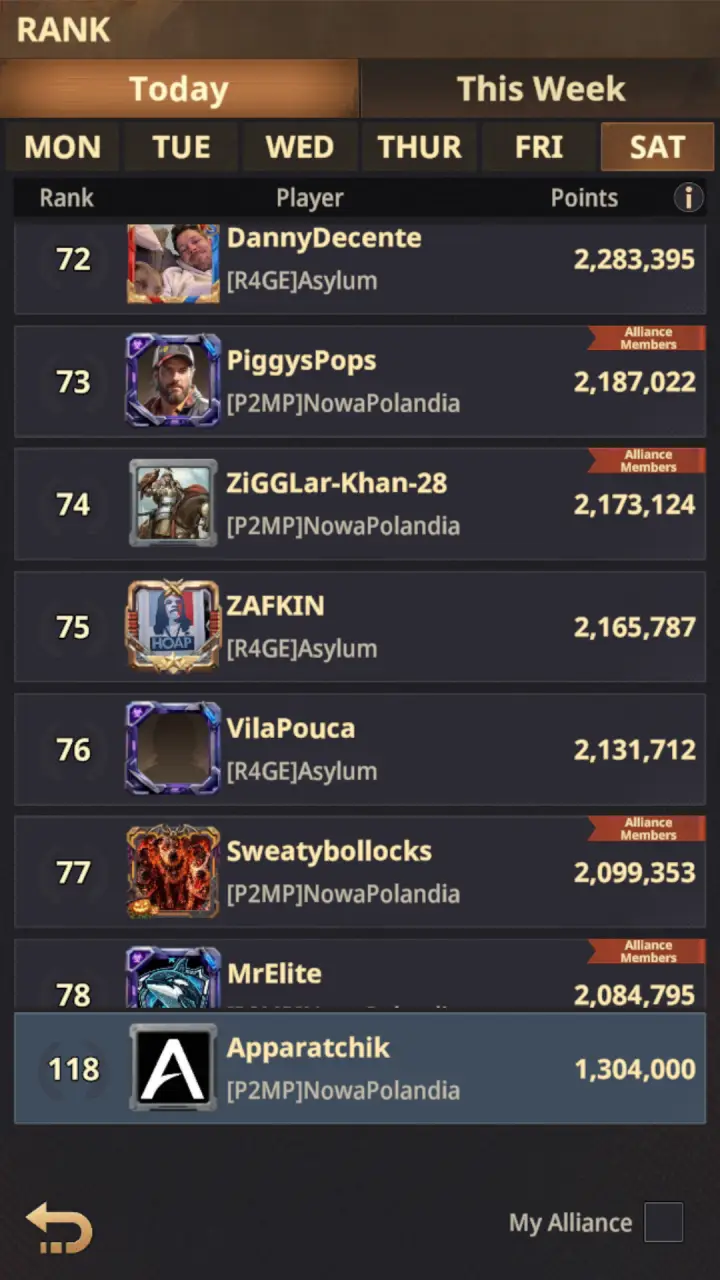 RANK
Today
This Week
MON
TUE
WED
THUR
FRI
SAT
Rank
Player
Points
i
72
DannyDecente
[R4GE]Asylum
2,283,395
73
PiggysPops
[P2MP]NowaPolandia
Alliance
Members
2,187,022
74
ZiGGLar-Khan-28
[P2MP]NowaPolandia
Alliance
Members
2,173,124
75
HOAP
ZAFKIN
[R4GE]Asylum
2,165,787
76
VilaPouca
[R4GE]Asylum
2,131,712
77
Sweatybollocks
[P2MP]NowaPolandia
Alliance
Members
2,099,353
78
MrElite
Alliance
Members
2,084,795
118
A
Apparatchik
[P2MP]NowaPolandia
1,304,000
My Alliance